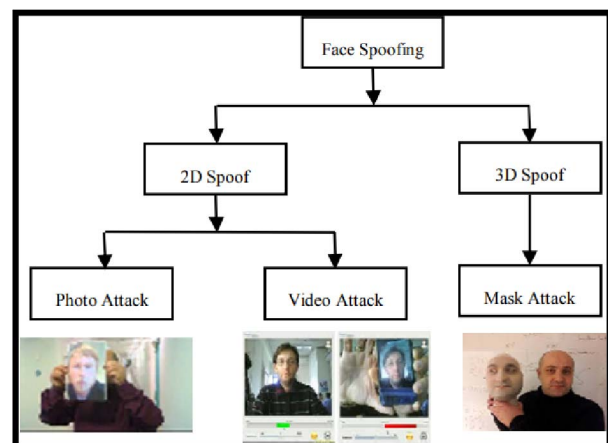 Face Spoofing
2D Spoof
3D Spoof
Photo Attack
Video Attack
Mask Attack